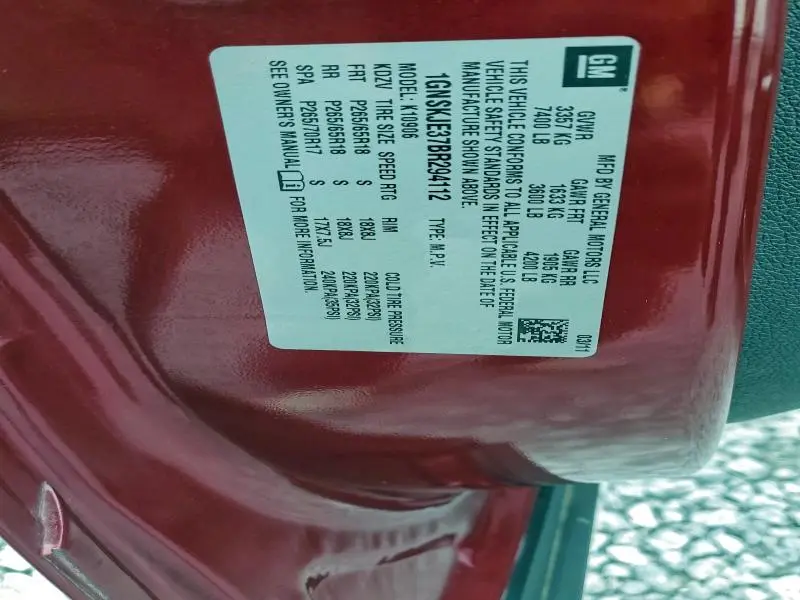 GM
MFD BY GENERAL MOTORS LLC 03/11
GVWR GAWR FRT GAWR RR
3357 KG 1633 KG 1905 KG
7400 LB 3600 LB 4200 LB
THIS VEHICLE CONFORMS TO ALL APPLICABLE U.S. FEDERAL MOTOR
VEHICLE SAFETY STANDARDS IN EFFECT ON THE DATE OF
MANUFACTURE SHOWN ABOVE.
1GNSKJE37BR294112 TYPE: M.P.V.
MODEL: K10906
KDZV TIRE SIZE SPEED RTG RIM COLD TIRE PRESSURE
FRT P265/65R18 S 18X8J 220KPA(32PSI)
RR P265/65R18 S 18X8J 220KPA(32PSI)
SPA P265/70R17 S 17X7.5J 240KPA(35PSI)
SEE OWNER'S MANUAL FOR MORE INFORMATION.